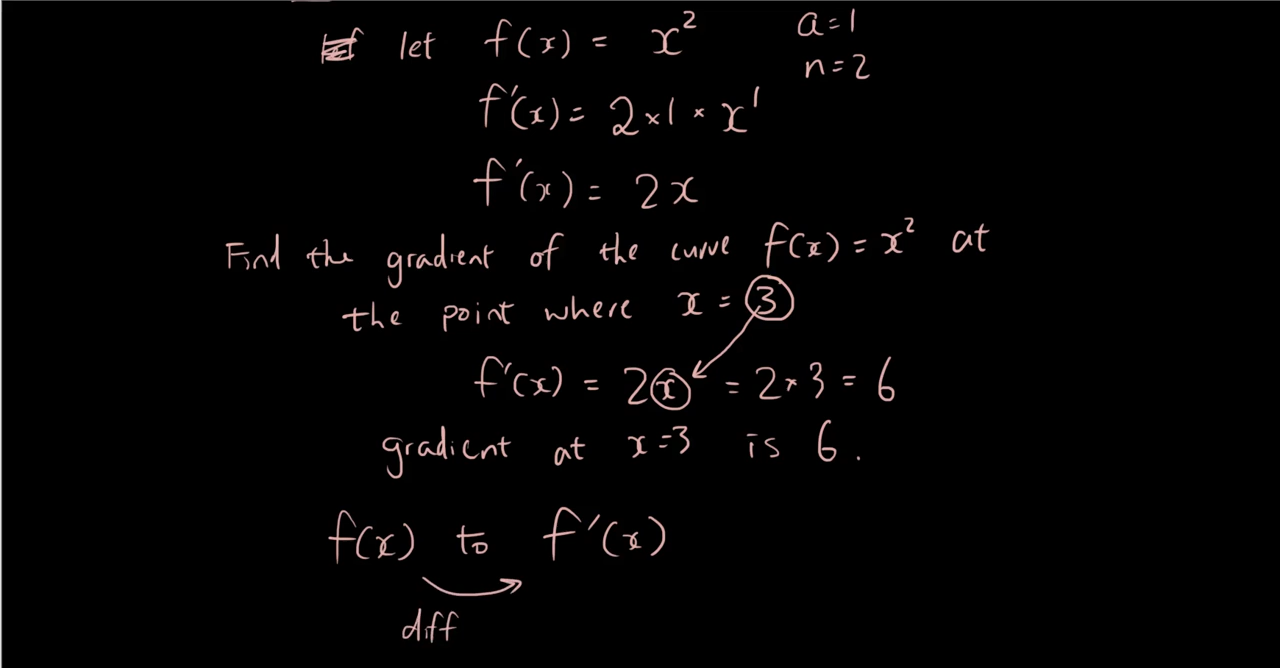 let f(x) = x² a=1
n=2
f'(x) = 2×1×x¹
f'(x) = 2x
Find the gradient of the curve f(x) = x² at
the point where x = 3
f'(x) = 2x = 2×3 = 6
gradient at x=3 is 6.
f(x) to f'(x)
diff